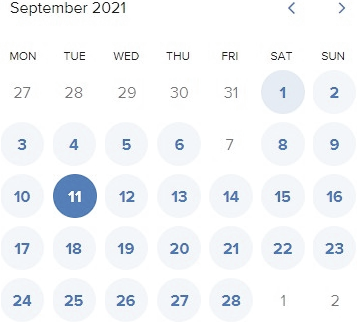 September 2021 < >
MON TUE WED THU FRI SAT SUN
27 28 29 30 31 1 2
3 4 5 6 7 8 9
10 11 12 13 14 15 16
17 18 19 20 21 22 23
24 25 26 27 28 1 2